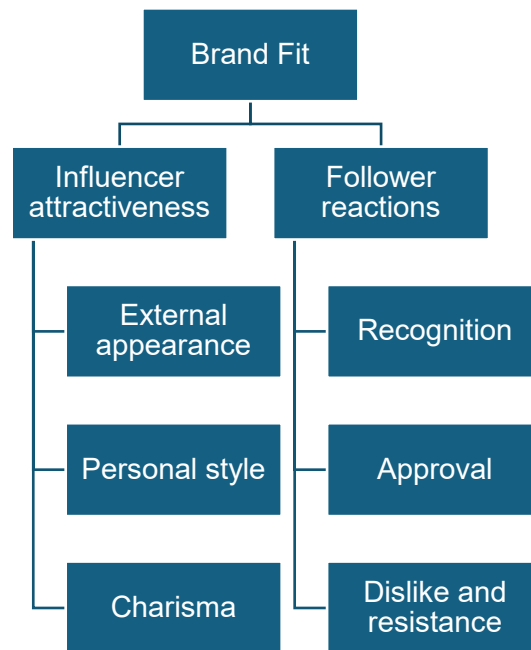 Brand Fit
Influencer
attractiveness
Follower
reactions
External
appearance
Personal style
Charisma
Recognition
Approval
Dislike and
resistance